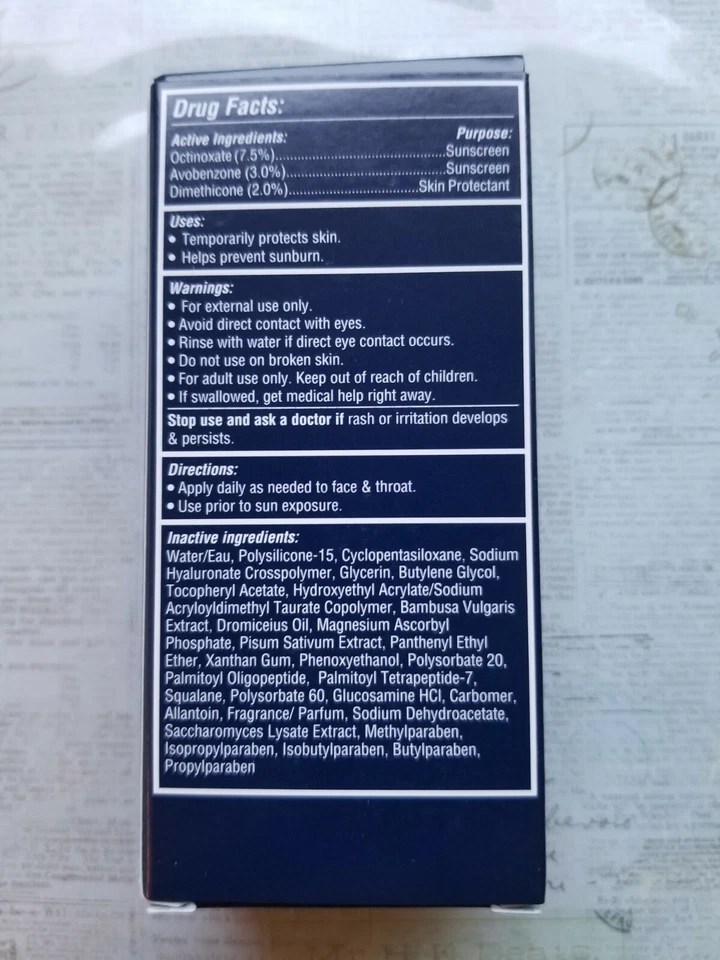 Drug Facts:
Active Ingredients: Purpose:
Octinoxate (7.5%)..........................................Sunscreen
Avobenzone (3.0%)........................................Sunscreen
Dimethicone (2.0%)................................Skin Protectant
Uses:
• Temporarily protects skin.
• Helps prevent sunburn.
Warnings:
• For external use only.
• Avoid direct contact with eyes.
• Rinse with water if direct eye contact occurs.
• Do not use on broken skin.
• For adult use only. Keep out of reach of children.
• If swallowed, get medical help right away.
Stop use and ask a doctor if rash or irritation develops
& persists.
Directions:
• Apply daily as needed to face & throat.
• Use prior to sun exposure.
Inactive ingredients:
Water/Eau, Polysilicone-15, Cyclopentasiloxane, Sodium
Hyaluronate Crosspolymer, Glycerin, Butylene Glycol,
Tocopheryl Acetate, Hydroxyethyl Acrylate/Sodium
Acryloyldimethyl Taurate Copolymer, Bambusa Vulgaris
Extract, Dromiceius Oil, Magnesium Ascorbyl
Phosphate, Pisum Sativum Extract, Panthenyl Ethyl
Ether, Xanthan Gum, Phenoxyethanol, Polysorbate 20,
Palmitoyl Oligopeptide, Palmitoyl Tetrapeptide-7,
Squalane, Polysorbate 60, Glucosamine HCl, Carbomer,
Allantoin, Fragrance/ Parfum, Sodium Dehydroacetate,
Saccharomyces Lysate Extract, Methylparaben,
Isopropylparaben, Isobutylparaben, Butylparaben,
Propylparaben